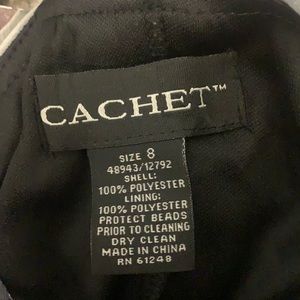 CACHET™
SIZE 8
48943/12792
SHELL:
100% POLYESTER
LINING:
100% POLYESTER
PROTECT BEADS
PRIOR TO CLEANING
DRY CLEAN
MADE IN CHINA
RN 61248